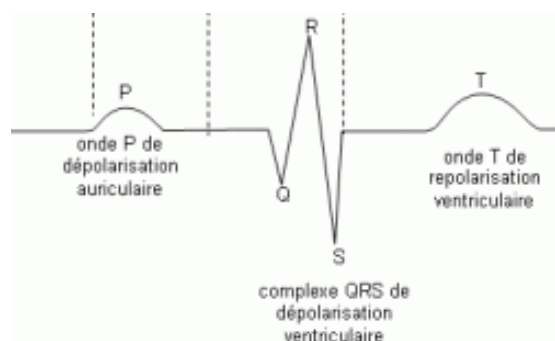 R
P
T
onde P de
dépolarisation
auriculaire
onde T de
repolarisation
ventriculaire
Q
S
complexe QRS de
dépolarisation
ventriculaire